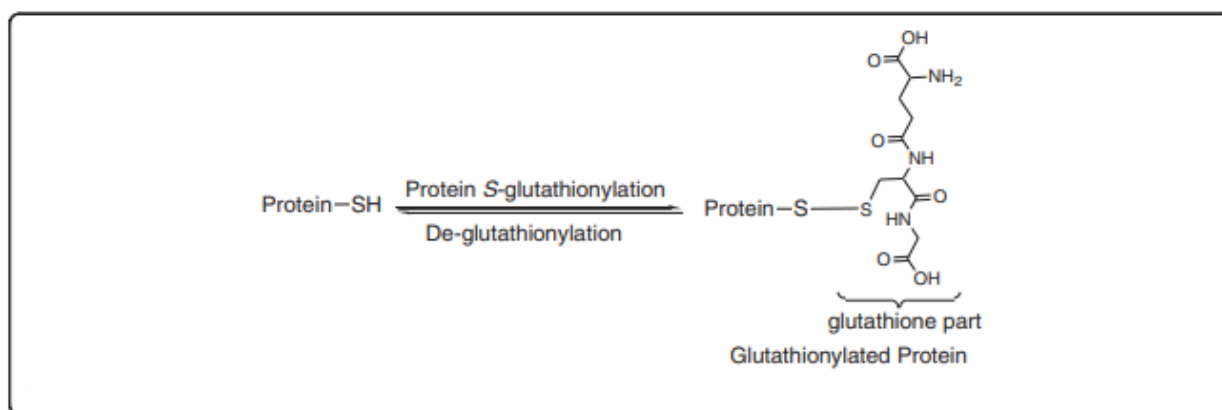 OH
O
NH2
O
NH
Protein S-glutathionylation
Protein–SH
De-glutathionylation
Protein–S–S
O
HN
O
OH
glutathione part
Glutathionylated Protein